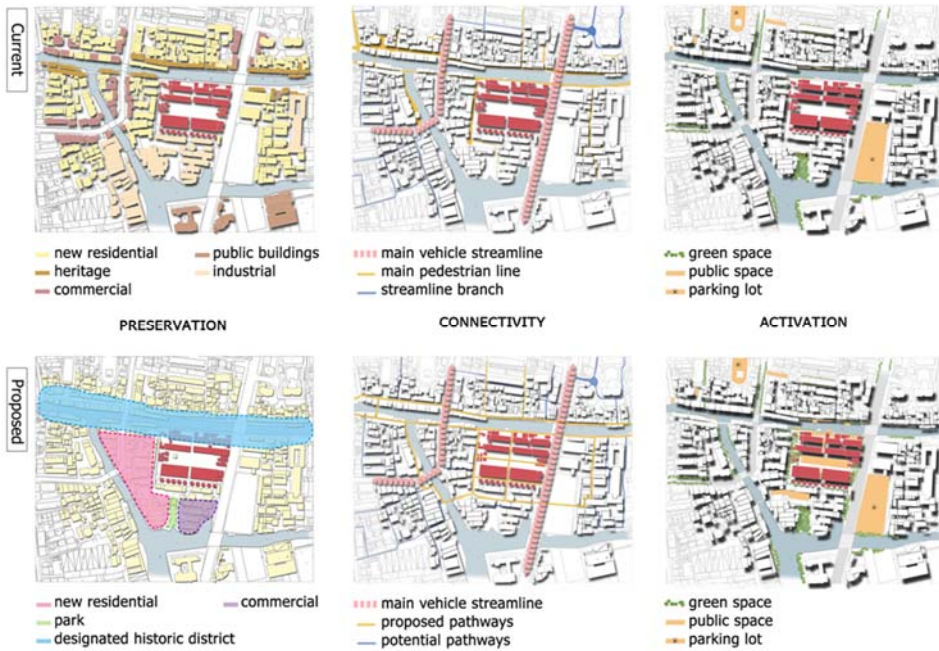 Current
new residential
public buildings
heritage
industrial
commercial
main vehicle streamline
main pedestrian line
streamline branch
green space
public space
parking lot
PRESERVATION
CONNECTIVITY
ACTIVATION
Proposed
new residential
commercial
park
designated historic district
main vehicle streamline
proposed pathways
potential pathways
green space
public space
parking lot